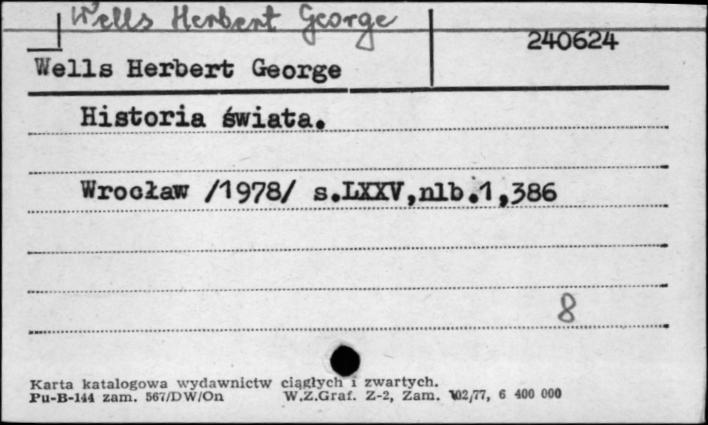 Wells Herbert George
240624
Wells Herbert George
Historia świata.
Wrocław /1978/ s.LXXV,nlb.1,386
8
Karta katalogowa wydawnictw ciągłych i zwartych.
Pu-B-144 zam. 567/DW/On W.Z.Graf. Z-2, Zam. 102/77, 6 400 000